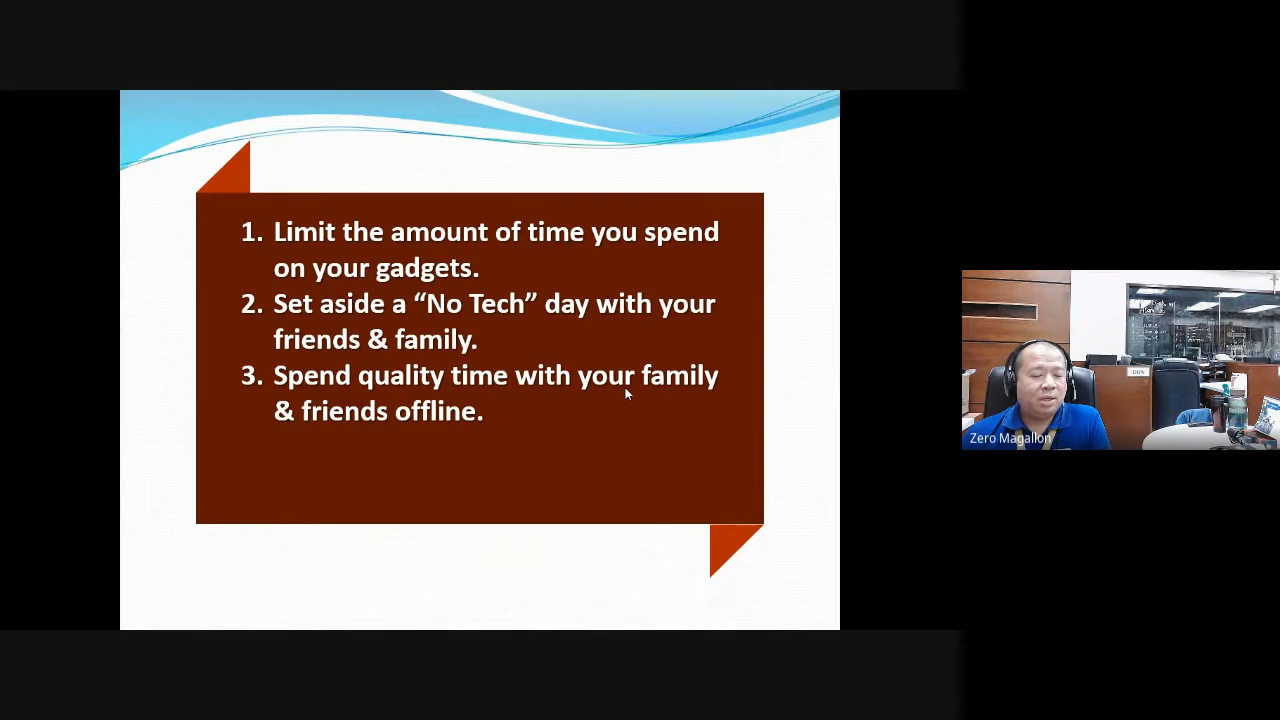 1. Limit the amount of time you spend
on your gadgets.
2. Set aside a “No Tech” day with your
friends & family.
3. Spend quality time with your family
& friends offline.
Zero Magallon